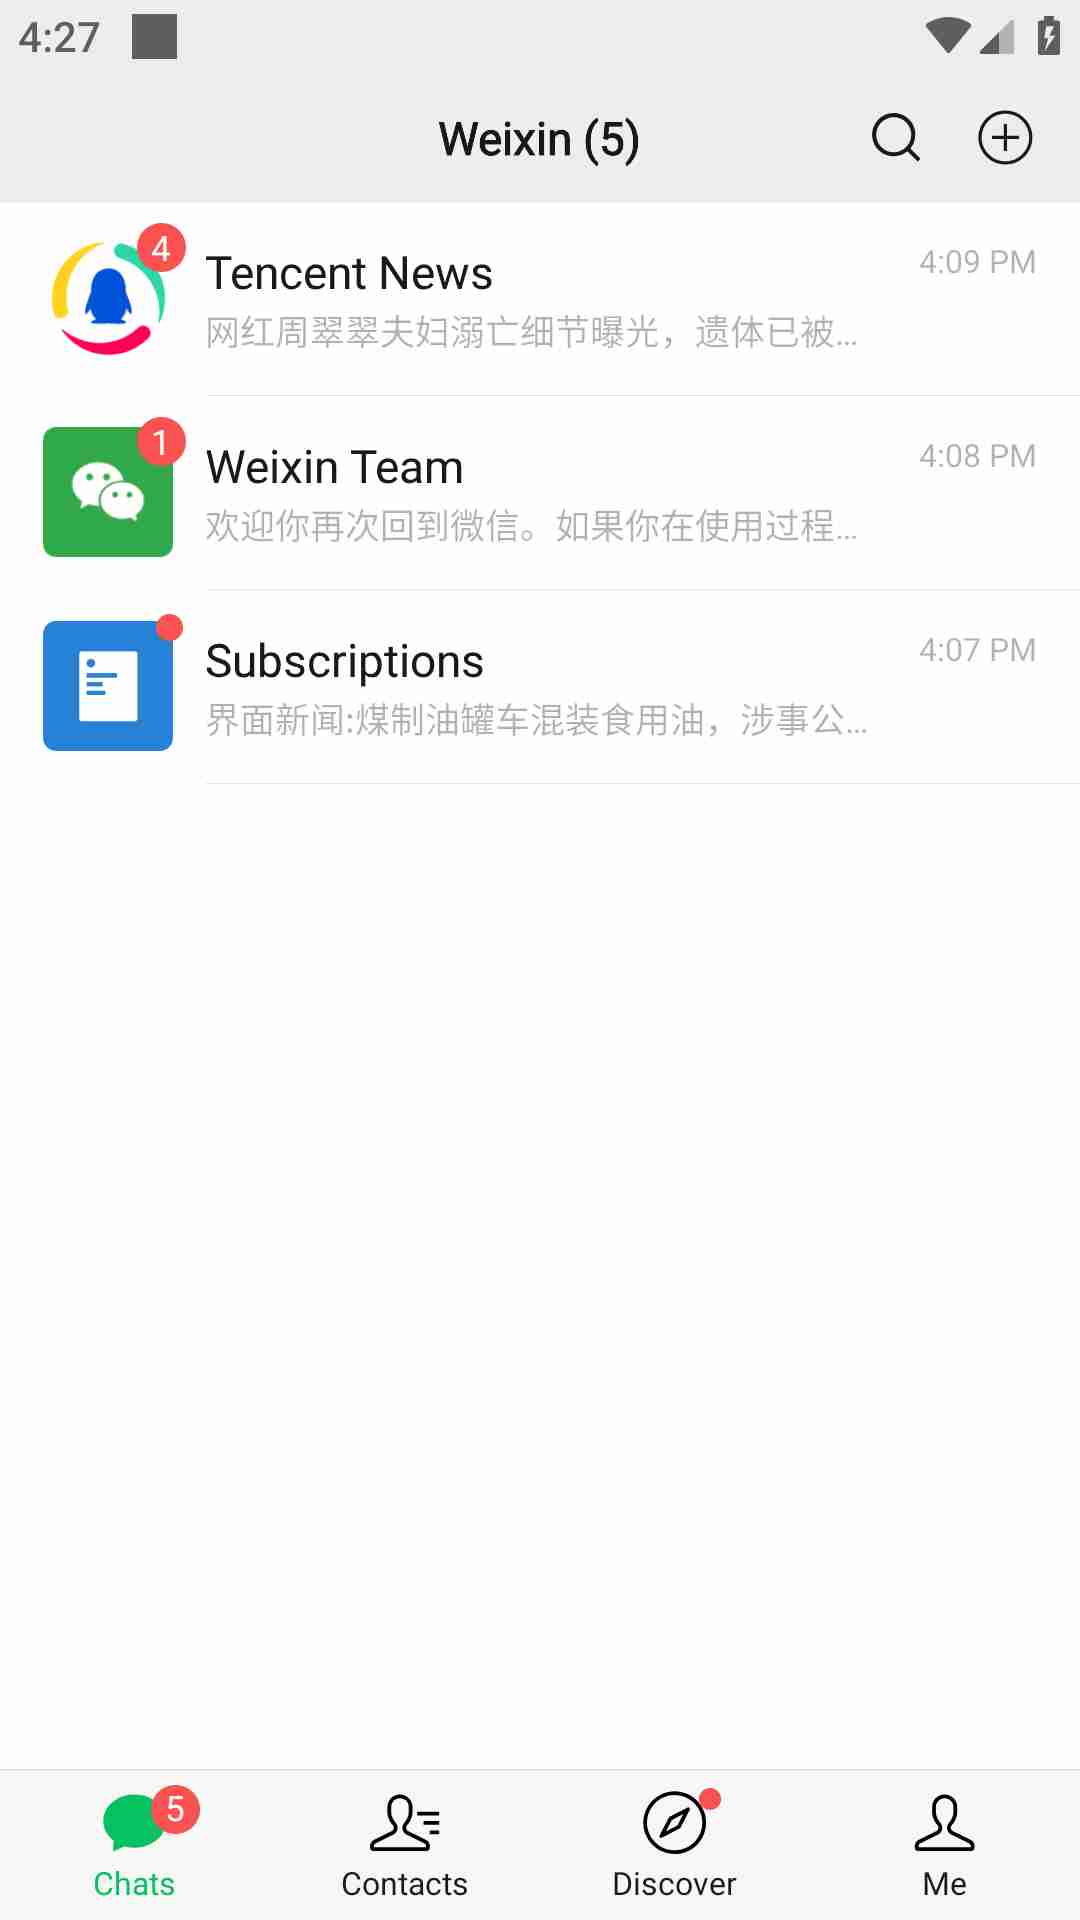 4:27
Weixin (5)
4
Tencent News
4:09 PM
网红周翠翠夫妇溺亡细节曝光，遗体已被...
1
Weixin Team
4:08 PM
欢迎你再次回到微信。如果你在使用过程...
Subscriptions
4:07 PM
界面新闻:煤制油罐车混装食用油，涉事公...
5
Chats
Contacts
Discover
Me